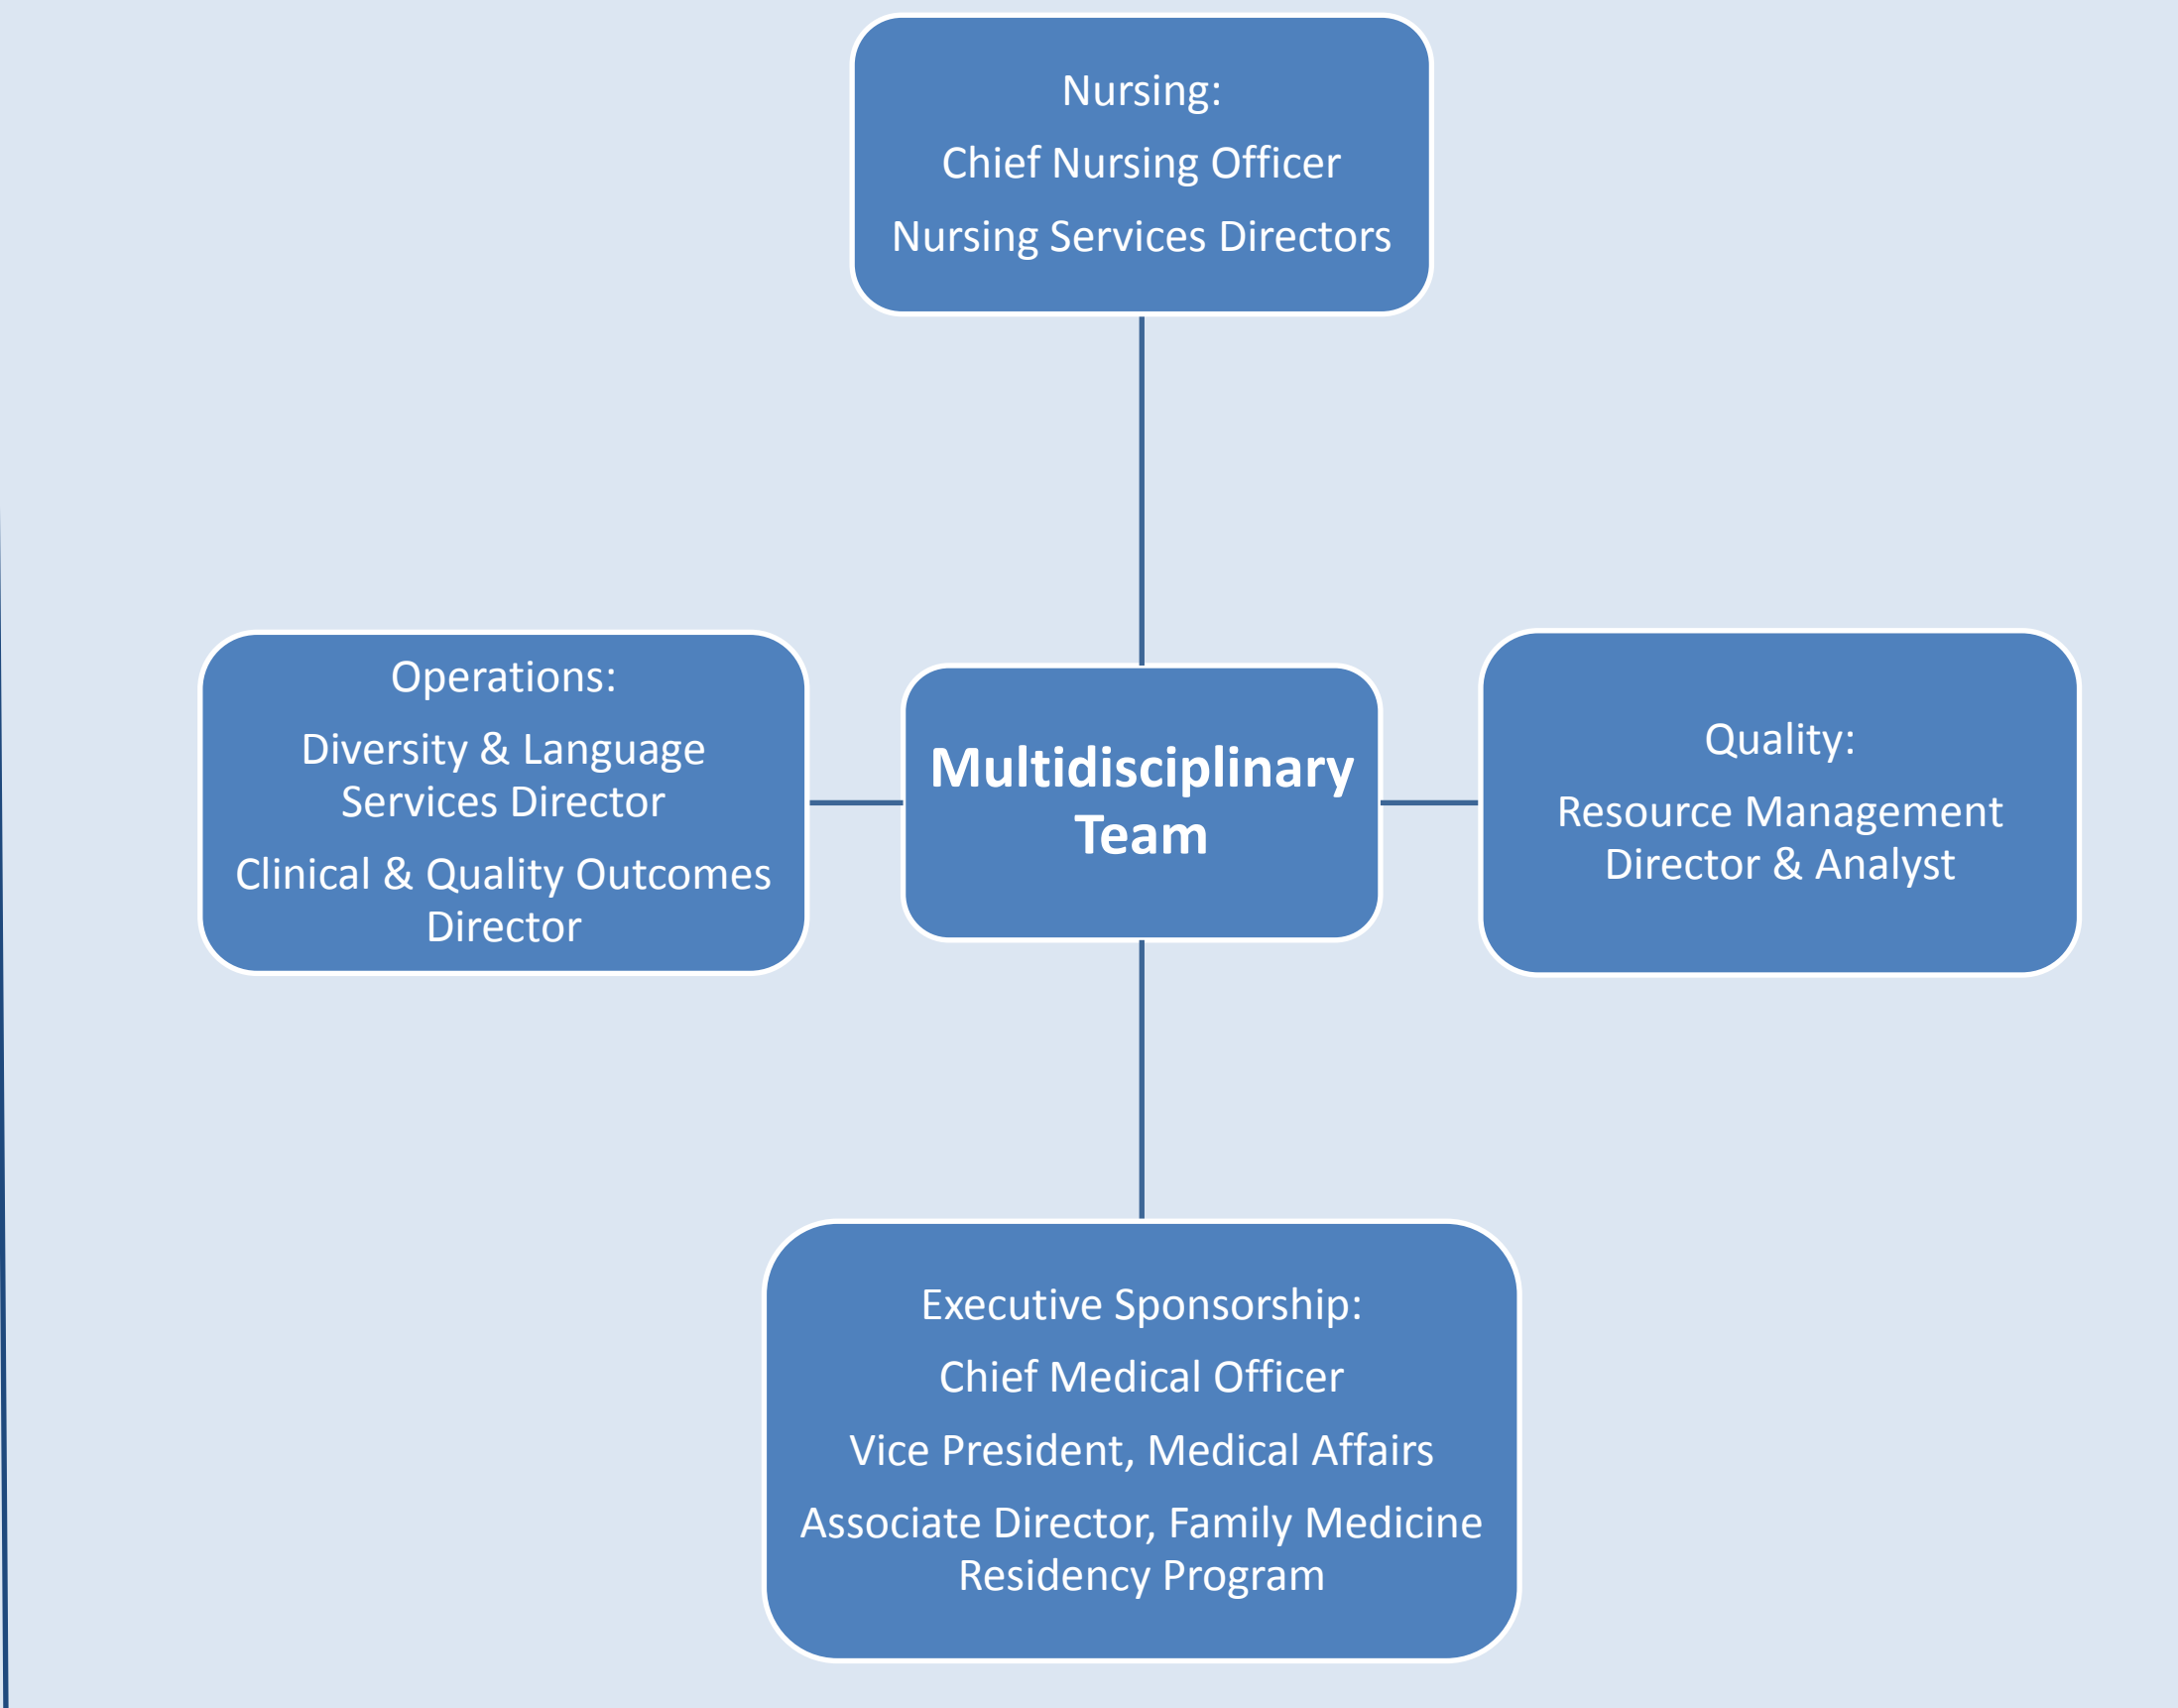 Nursing:
Chief Nursing Officer
Nursing Services Directors
Operations:
Diversity & Language
Services Director
Clinical & Quality Outcomes
Director
Multidisciplinary
Team
Quality:
Resource Management
Director & Analyst
Executive Sponsorship:
Chief Medical Officer
Vice President, Medical Affairs
Associate Director, Family Medicine
Residency Program